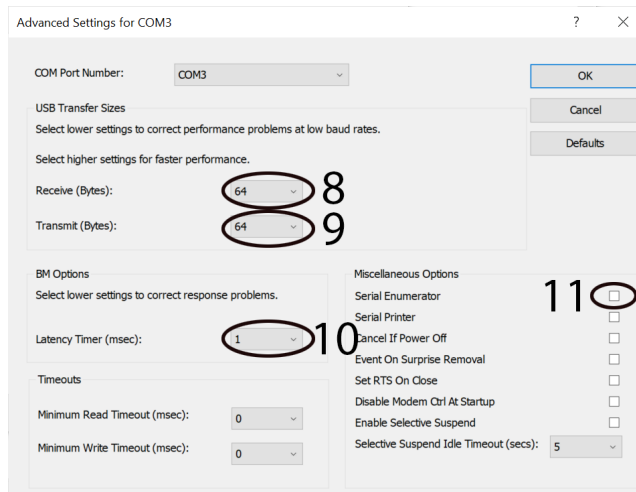 Advanced Settings for COM3 ? ×
COM Port Number: COM3
OK
USB Transfer Sizes
Cancel
Select lower settings to correct performance problems at low baud rates.
Defaults
Select higher settings for faster performance.
Receive (Bytes): 64 8
Transmit (Bytes): 64 9
BM Options
Select lower settings to correct response problems.
Latency Timer (msec): 1 10
Timeouts
Minimum Read Timeout (msec): 0
Minimum Write Timeout (msec): 0
Miscellaneous Options
Serial Enumerator 11
Serial Printer
Cancel If Power Off
Event On Surprise Removal
Set RTS On Close
Disable Modem Ctrl At Startup
Enable Selective Suspend
Selective Suspend Idle Timeout (secs): 5